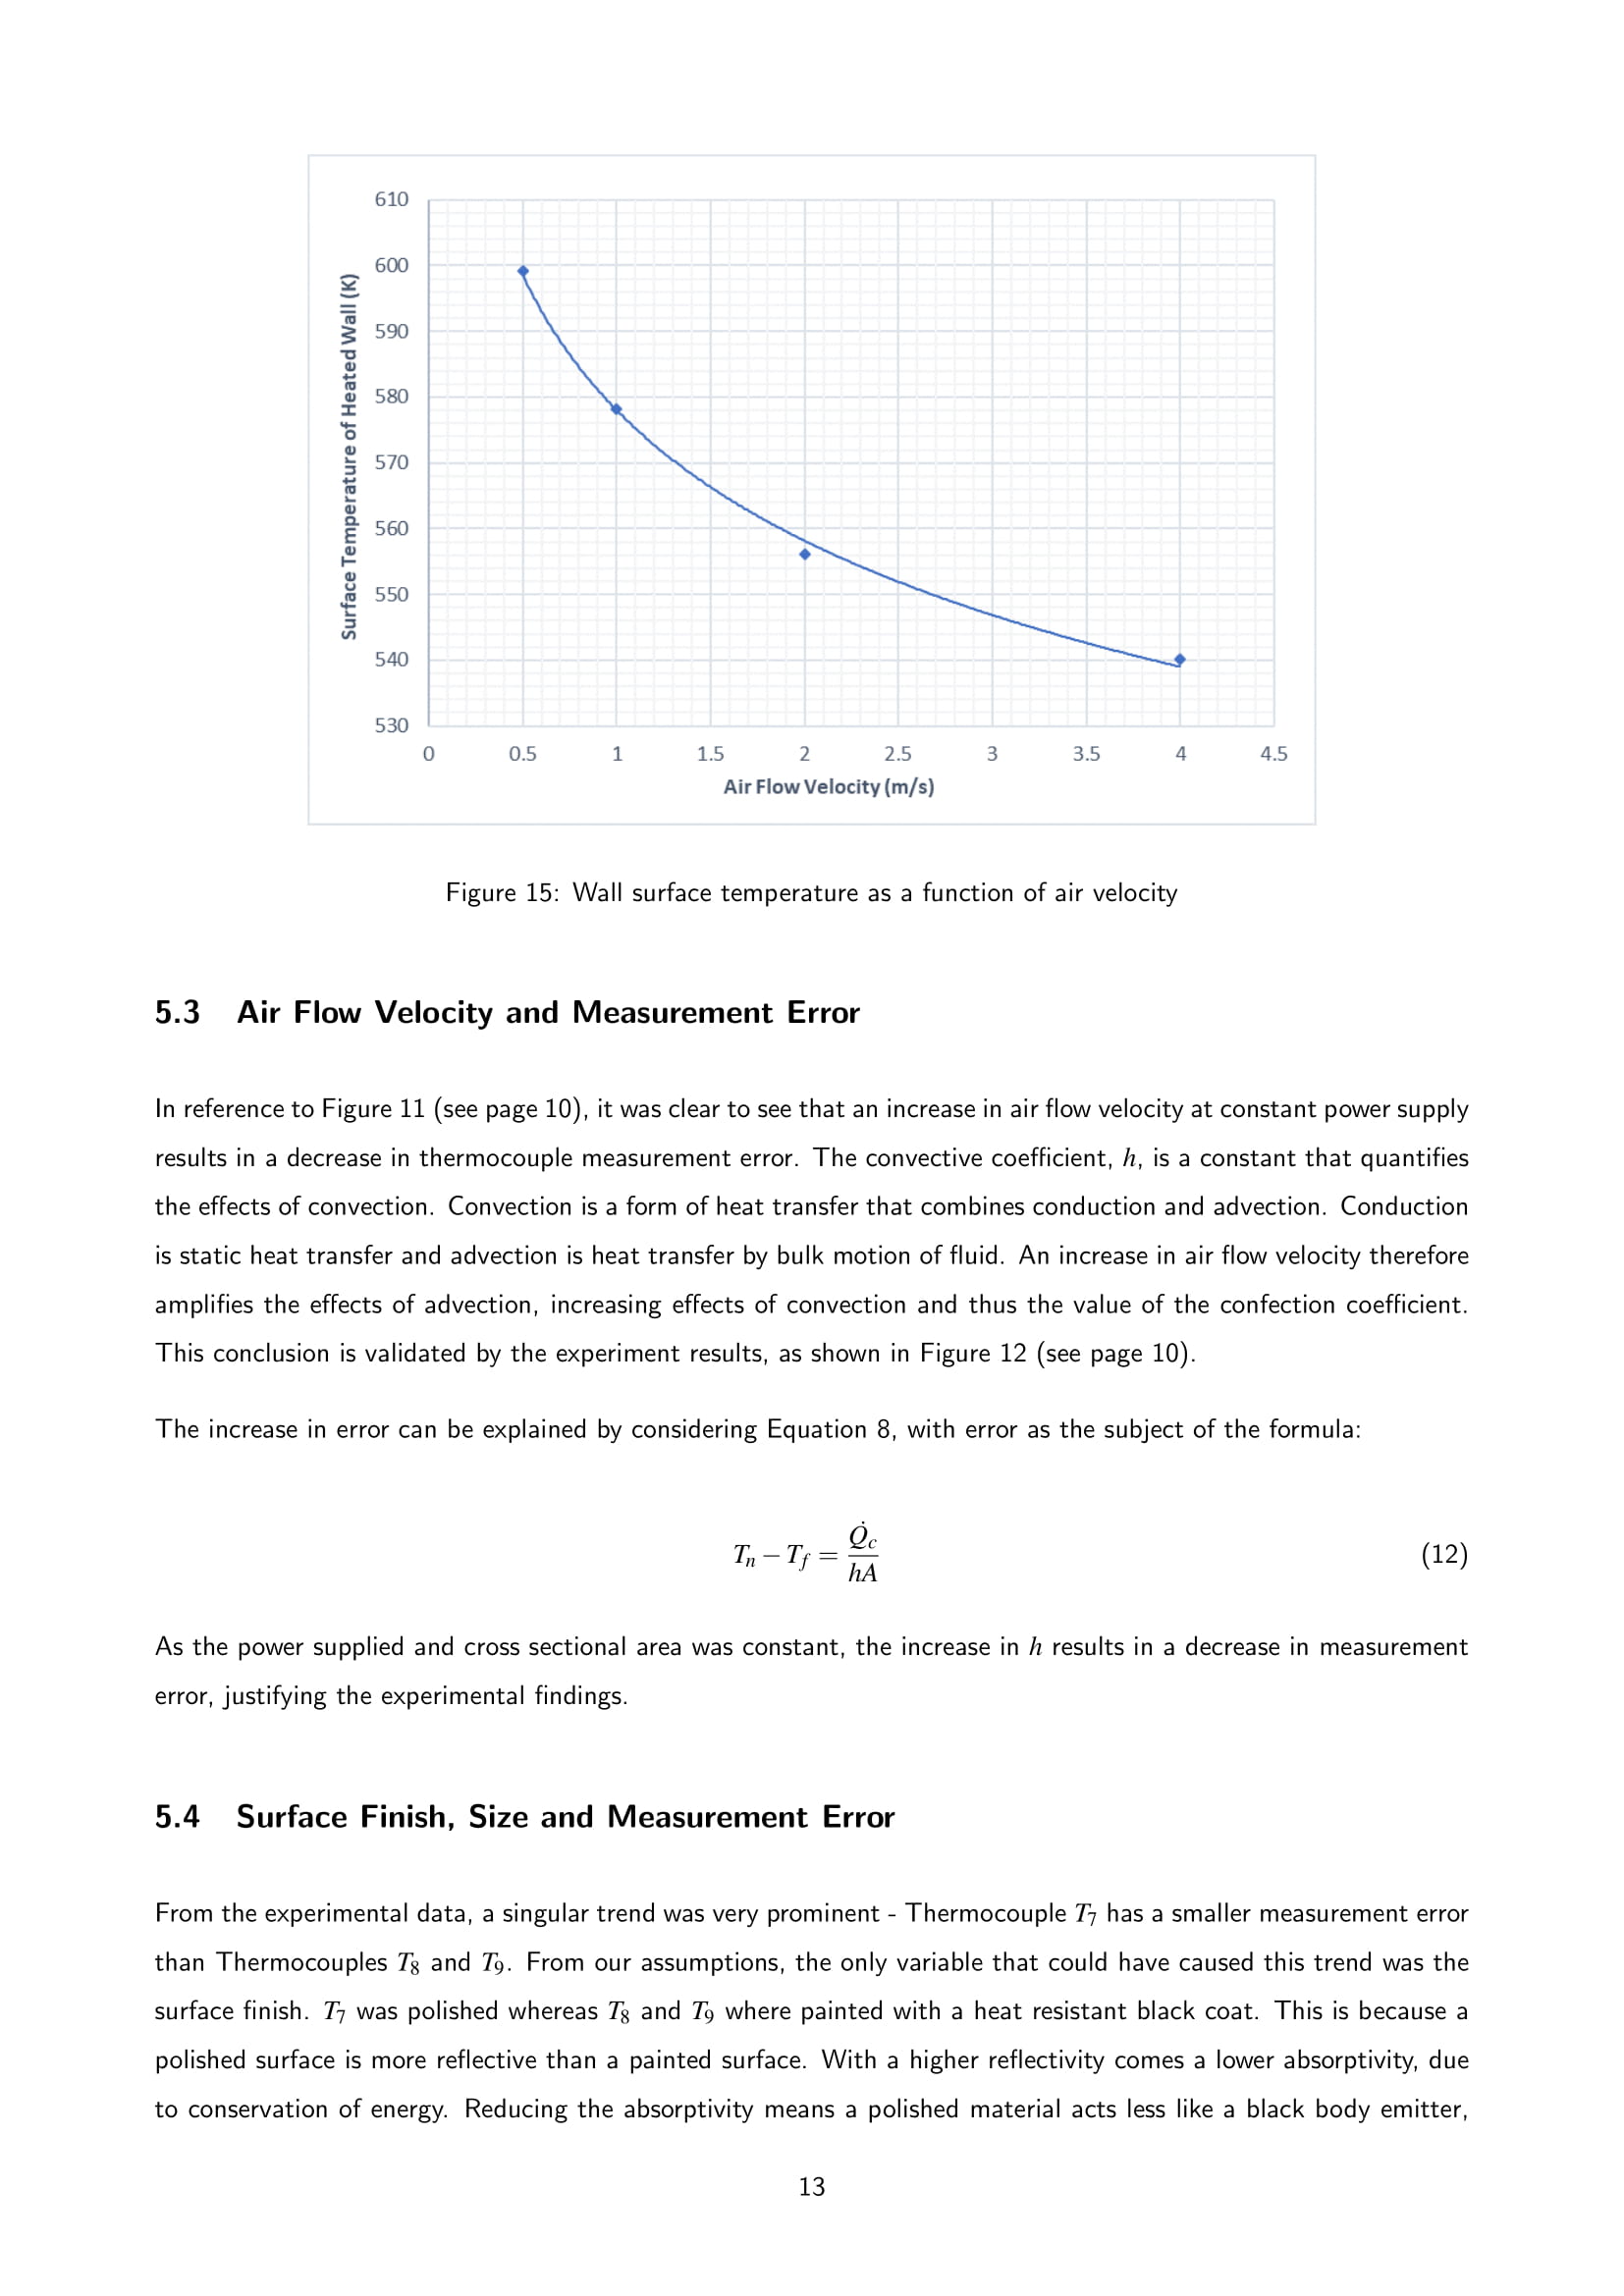 610
600
590
580
570
560
550
540
530
Surface Temperature of Heated Wall (K)
0 0.5 1 1.5 2 2.5 3 3.5 4 4.5
Air Flow Velocity (m/s)
Figure 15: Wall surface temperature as a function of air velocity
5.3 Air Flow Velocity and Measurement Error
In reference to Figure 11 (see page 10), it was clear to see that an increase in air flow velocity at constant power supply
results in a decrease in thermocouple measurement error. The convective coefficient, h, is a constant that quantifies
the effects of convection. Convection is a form of heat transfer that combines conduction and advection. Conduction
is static heat transfer and advection is heat transfer by bulk motion of fluid. An increase in air flow velocity therefore
amplifies the effects of advection, increasing effects of convection and thus the value of the confection coefficient.
This conclusion is validated by the experiment results, as shown in Figure 12 (see page 10).
The increase in error can be explained by considering Equation 8, with error as the subject of the formula:
Tₙ − T_f = Q̇_c / hA (12)
As the power supplied and cross sectional area was constant, the increase in h results in a decrease in measurement
error, justifying the experimental findings.
5.4 Surface Finish, Size and Measurement Error
From the experimental data, a singular trend was very prominent - Thermocouple T₇ has a smaller measurement error
than Thermocouples T₈ and T₉. From our assumptions, the only variable that could have caused this trend was the
surface finish. T₇ was polished whereas T₈ and T₉ where painted with a heat resistant black coat. This is because a
polished surface is more reflective than a painted surface. With a higher reflectivity comes a lower absorptivity, due
to conservation of energy. Reducing the absorptivity means a polished material acts less like a black body emitter,
13